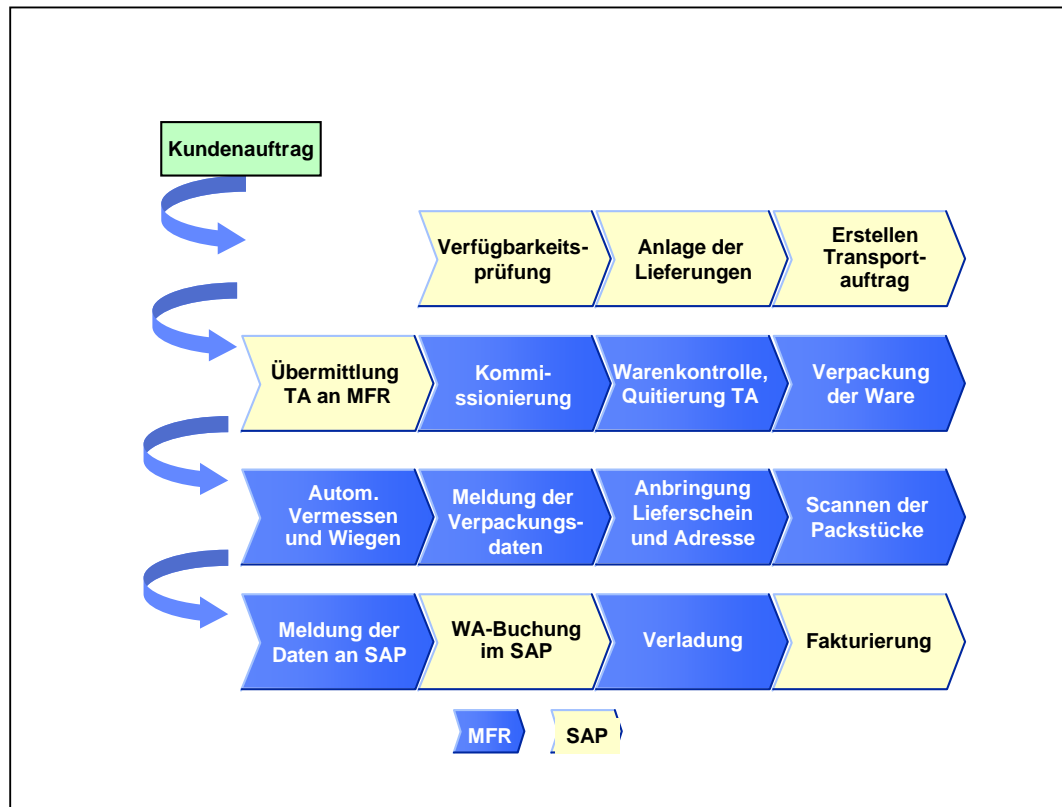 Kundenauftrag
Verfügbarkeits-
prüfung
Anlage der
Lieferungen
Erstellen
Transport-
auftrag
Übermittlung
TA an MFR
Kommi-
ssionierung
Warenkontrolle,
Quitierung TA
Verpackung
der Ware
Autom.
Vermessen
und Wiegen
Meldung der
Verpackungs-
daten
Anbringung
Lieferschein
und Adresse
Scannen der
Packstücke
Meldung der
Daten an SAP
WA-Buchung
im SAP
Verladung
Fakturierung
MFR
SAP